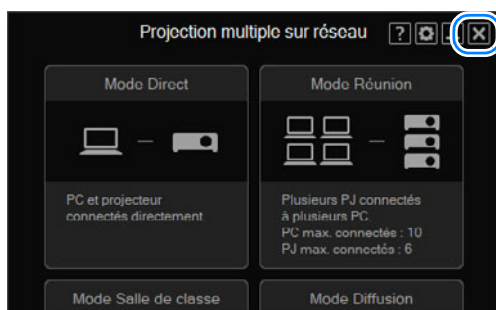 Projection multiple sur réseau
Mode Direct
PC et projecteur
connectés directement
Mode Réunion
Plusieurs PJ connectés
à plusieurs PC
PC max. connectés : 10
PJ max. connectés : 6
Mode Salle de classe
Mode Diffusion